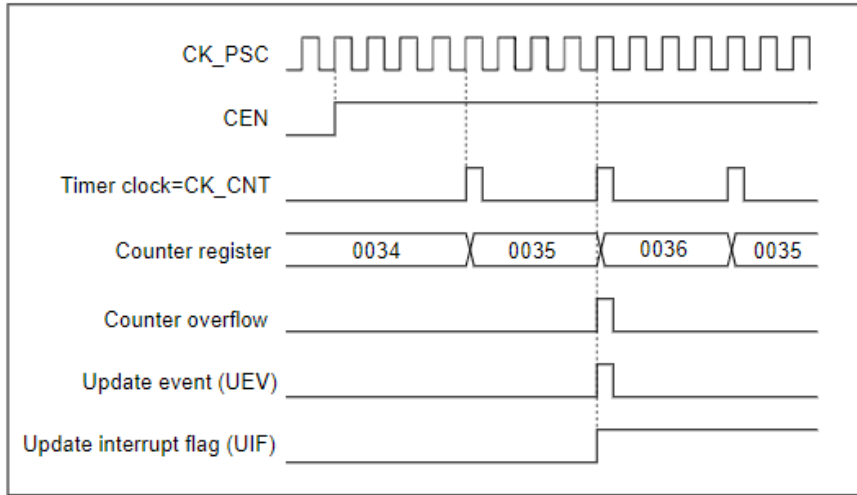 CK_PSC
CEN
Timer clock=CK_CNT
Counter register 0034 0035 0036 0035
Counter overflow
Update event (UEV)
Update interrupt flag (UIF)